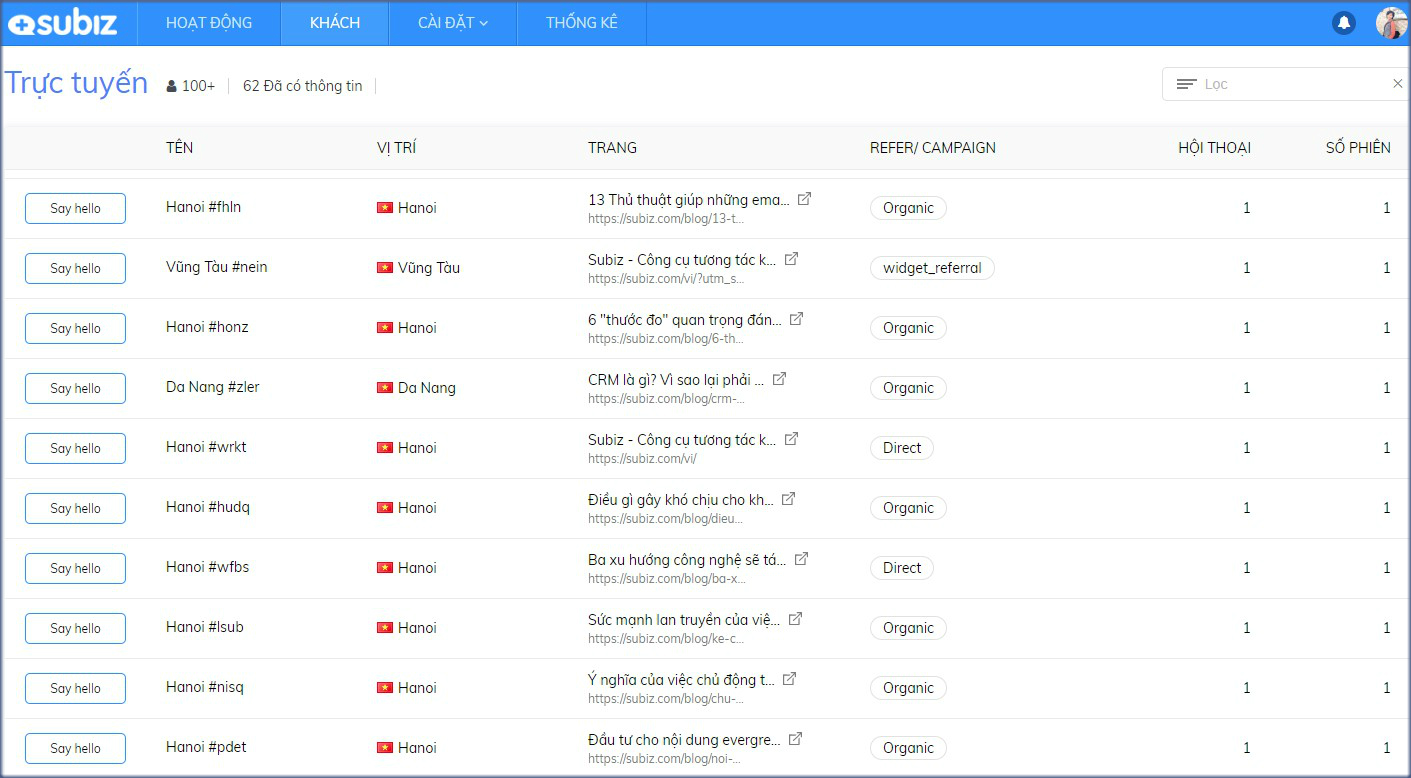 subiz HOẠT ĐỘNG KHÁCH CÀI ĐẶT THỐNG KÊ
Trực tuyến 100+ 62 Đã có thông tin Lọc
TÊN VỊ TRÍ TRANG REFER/ CAMPAIGN HỘI THOẠI SỐ PHIÊN
Say hello Hanoi #fhln Hanoi 13 Thủ thuật giúp những ema... Organic 1 1
https://subiz.com/blog/13-t...
Say hello Vũng Tàu #nein Vũng Tàu Subiz - Công cụ tương tác k... widget_referral 1 1
https://subiz.com/vi/?utm_s...
Say hello Hanoi #honz Hanoi 6 "thước đo" quan trọng đán... Organic 1 1
https://subiz.com/blog/6-th...
Say hello Da Nang #zler Da Nang CRM là gì? Vì sao lại phải ... Organic 1 1
https://subiz.com/blog/crm-...
Say hello Hanoi #wrkt Hanoi Subiz - Công cụ tương tác k... Direct 1 1
https://subiz.com/vi/
Say hello Hanoi #hudq Hanoi Điều gì gây khó chịu cho kh... Organic 1 1
https://subiz.com/blog/dieu...
Say hello Hanoi #wfbs Hanoi Ba xu hướng công nghệ sẽ tá... Direct 1 1
https://subiz.com/blog/ba-x...
Say hello Hanoi #lsub Hanoi Sức mạnh lan truyền của việ... Organic 1 1
https://subiz.com/blog/ke-c...
Say hello Hanoi #nisq Hanoi Ý nghĩa của việc chủ động t... Organic 1 1
https://subiz.com/blog/chu-...
Say hello Hanoi #pdet Hanoi Đầu tư cho nội dung evergre... Organic 1 1
https://subiz.com/blog/noi-...